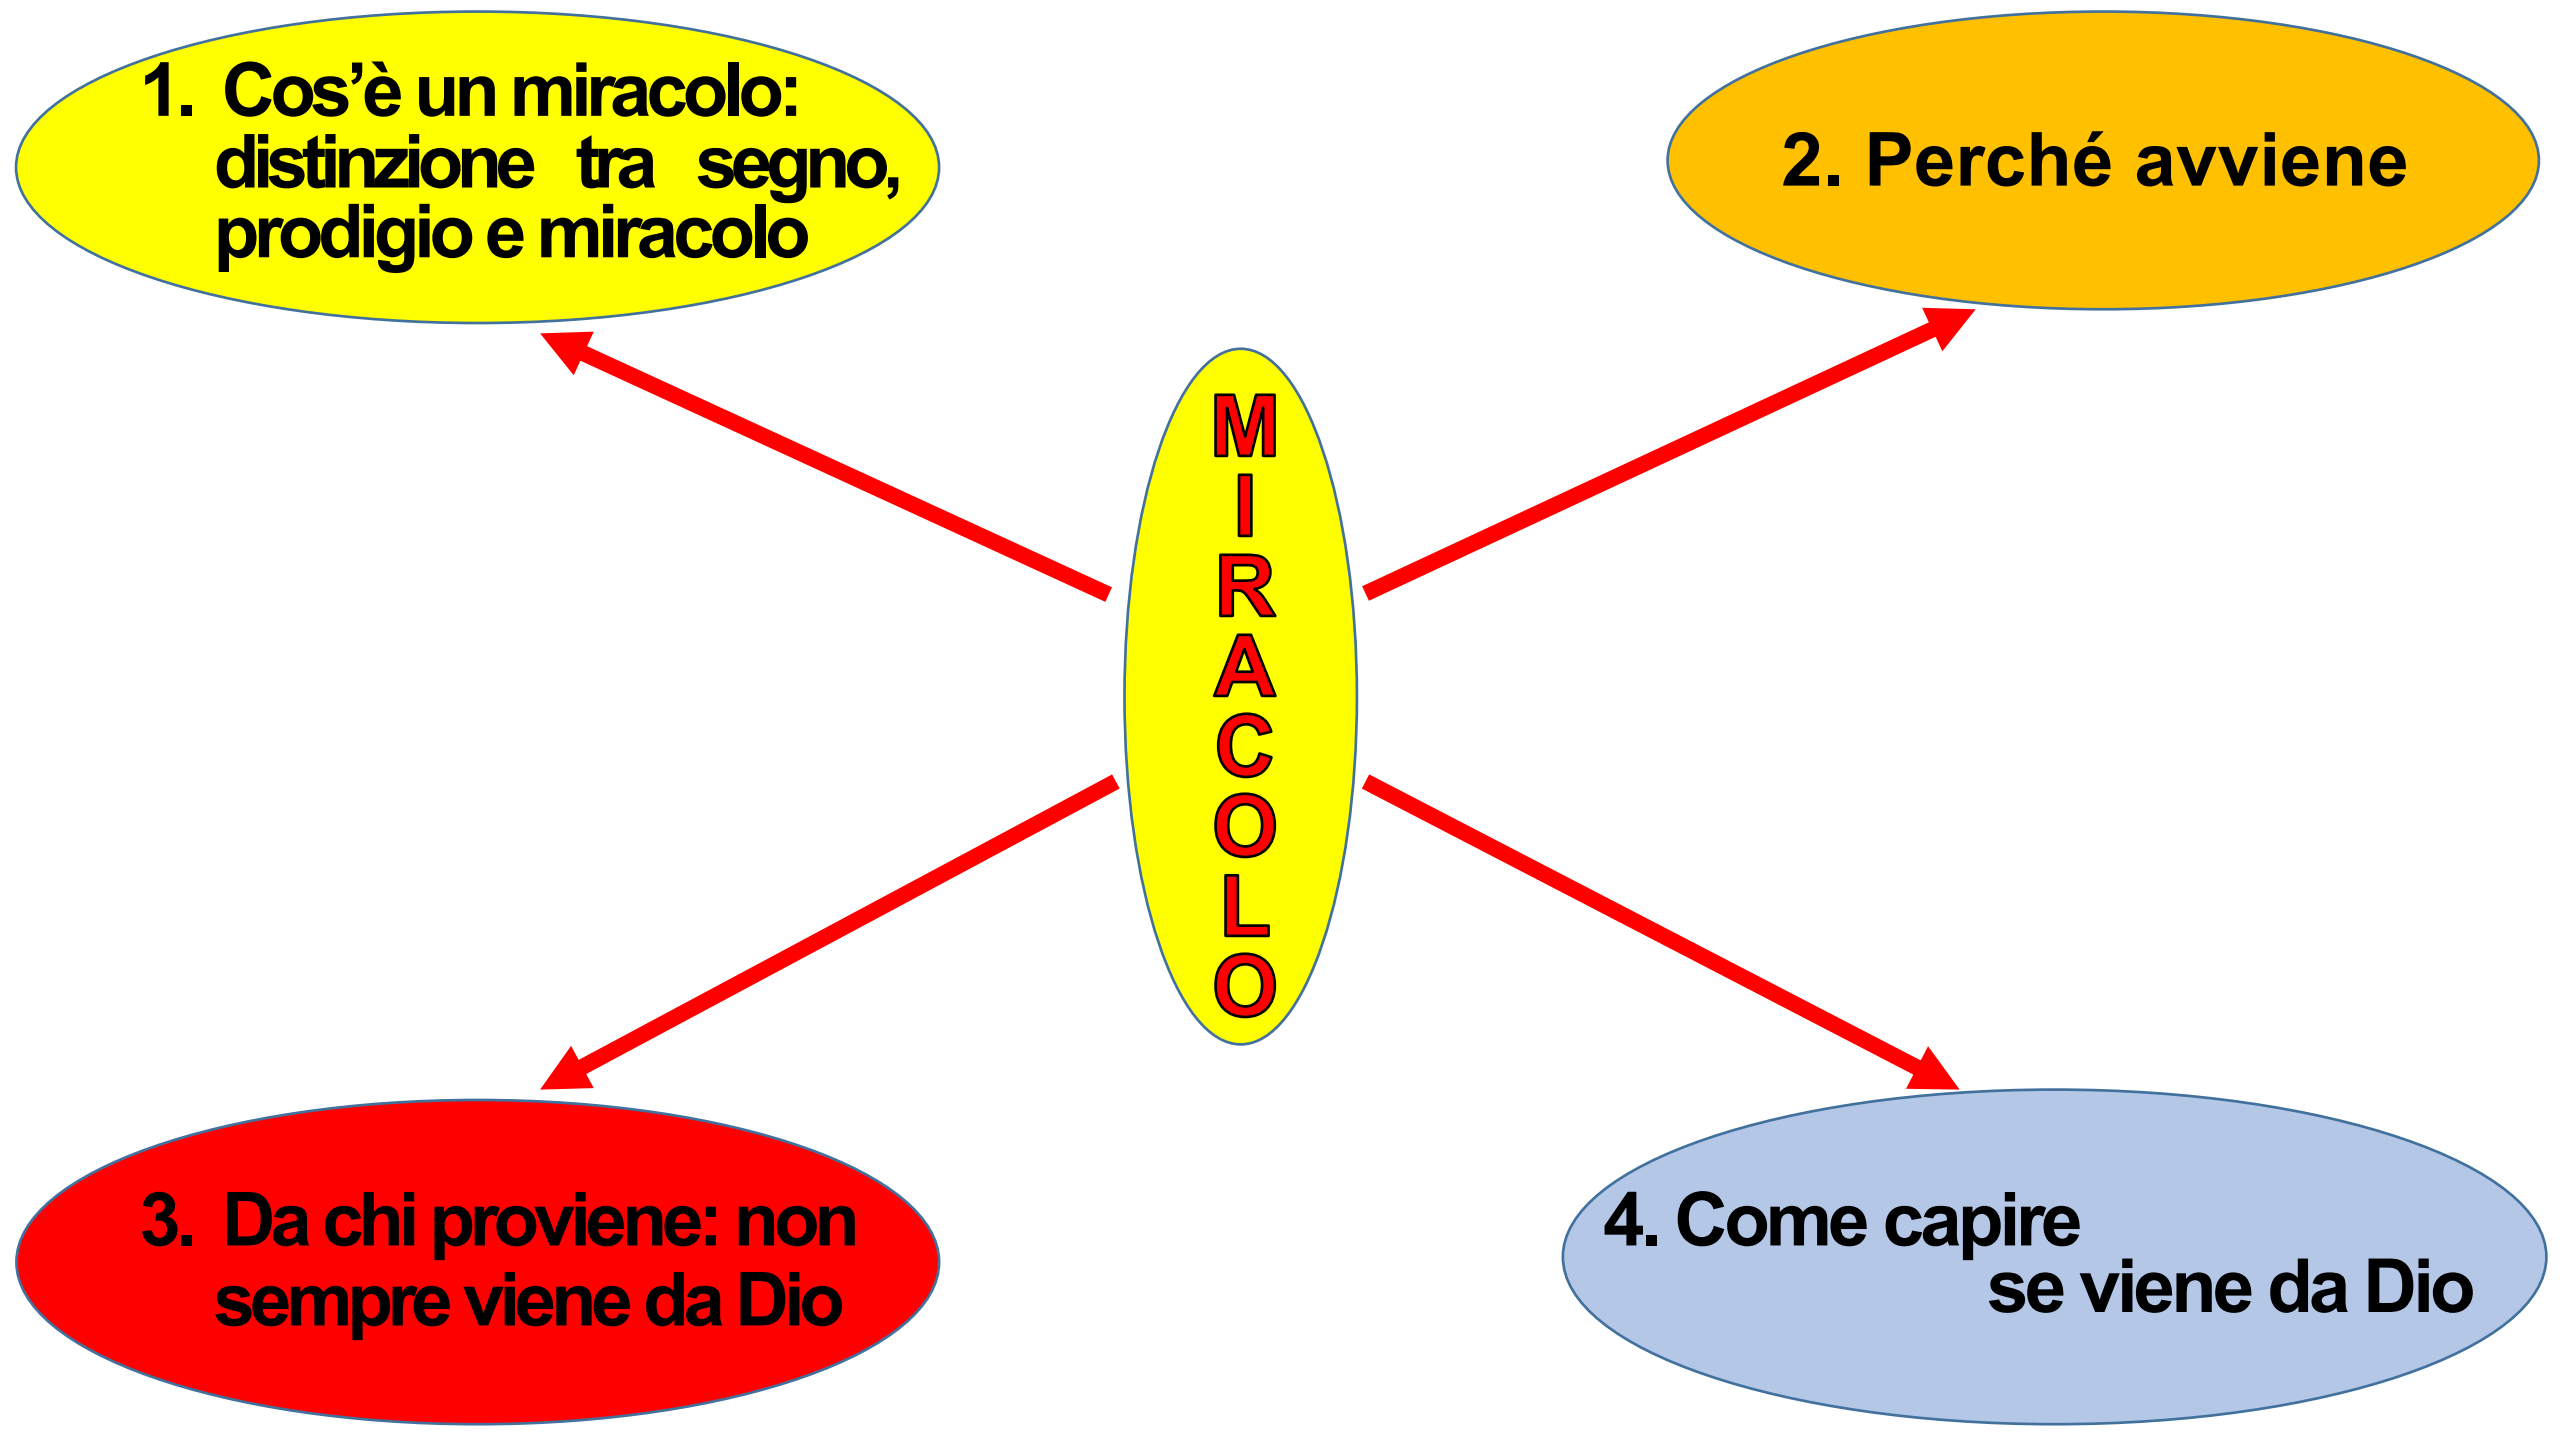 1. Cos’è un miracolo:
distinzione tra segno,
prodigio e miracolo
2. Perché avviene
MIRACOLO
3. Da chi proviene: non
sempre viene da Dio
4. Come capire
se viene da Dio